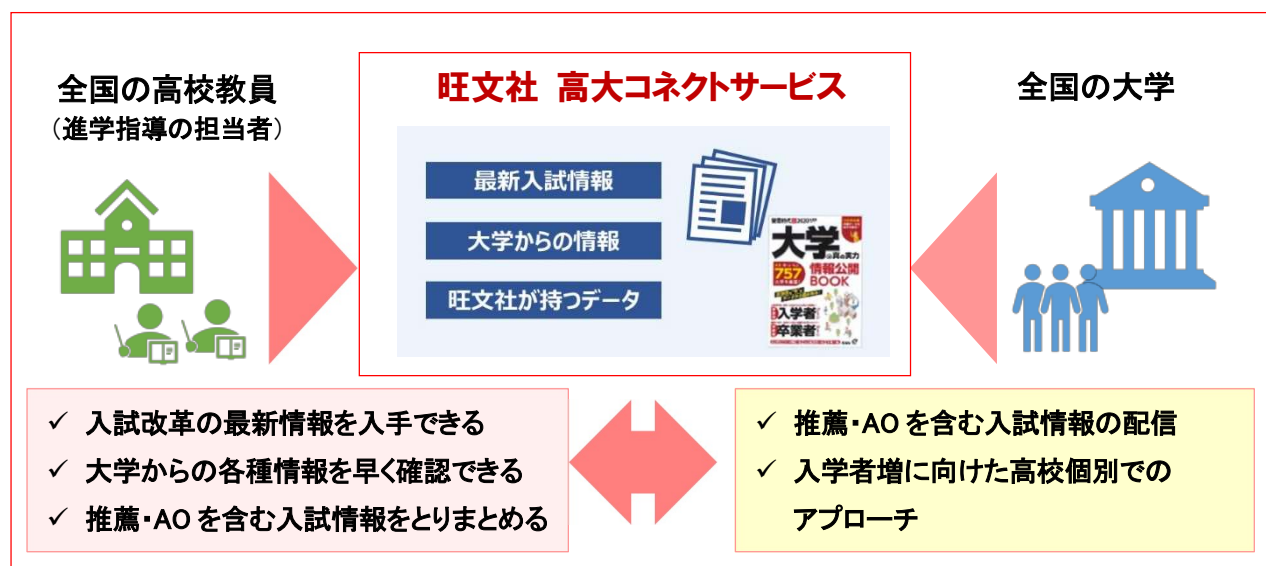 全国の高校教員
（進学指導の担当者）
旺文社 高大コネクトサービス
最新入試情報
大学からの情報
旺文社が持つデータ
大学
の真の実力
757
情報公開
BOOK
入学者
卒業者
全国の大学
✓ 入試改革の最新情報を入手できる
✓ 大学からの各種情報を早く確認できる
✓ 推薦・AO を含む入試情報をとりまとめる
✓ 推薦・AO を含む入試情報の配信
✓ 入学者増に向けた高校個別での
アプローチ